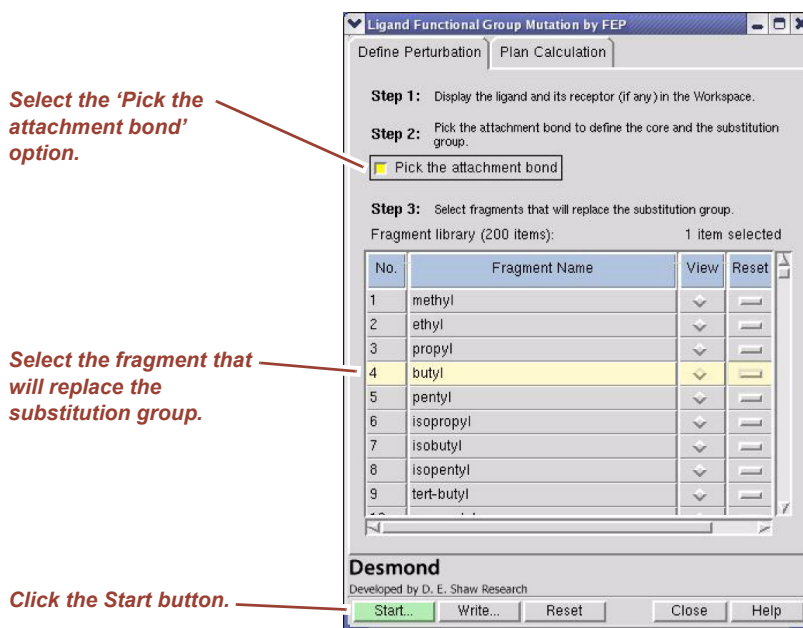 Ligand Functional Group Mutation by FEP
Define Perturbation
Plan Calculation
Step 1: Display the ligand and its receptor (if any) in the Workspace.
Select the ‘Pick the
attachment bond’
option.
Step 2: Pick the attachment bond to define the core and the substitution
group.
Pick the attachment bond
Step 3: Select fragments that will replace the substitution group.
Fragment library (200 items): 1 item selected
No. Fragment Name View Reset
1 methyl
2 ethyl
3 propyl
Select the fragment that
will replace the
substitution group.
4 butyl
5 pentyl
6 isopropyl
7 isobutyl
8 isopentyl
9 tert-butyl
Desmond
Developed by D. E. Shaw Research
Click the Start button.
Start... Write... Reset Close Help